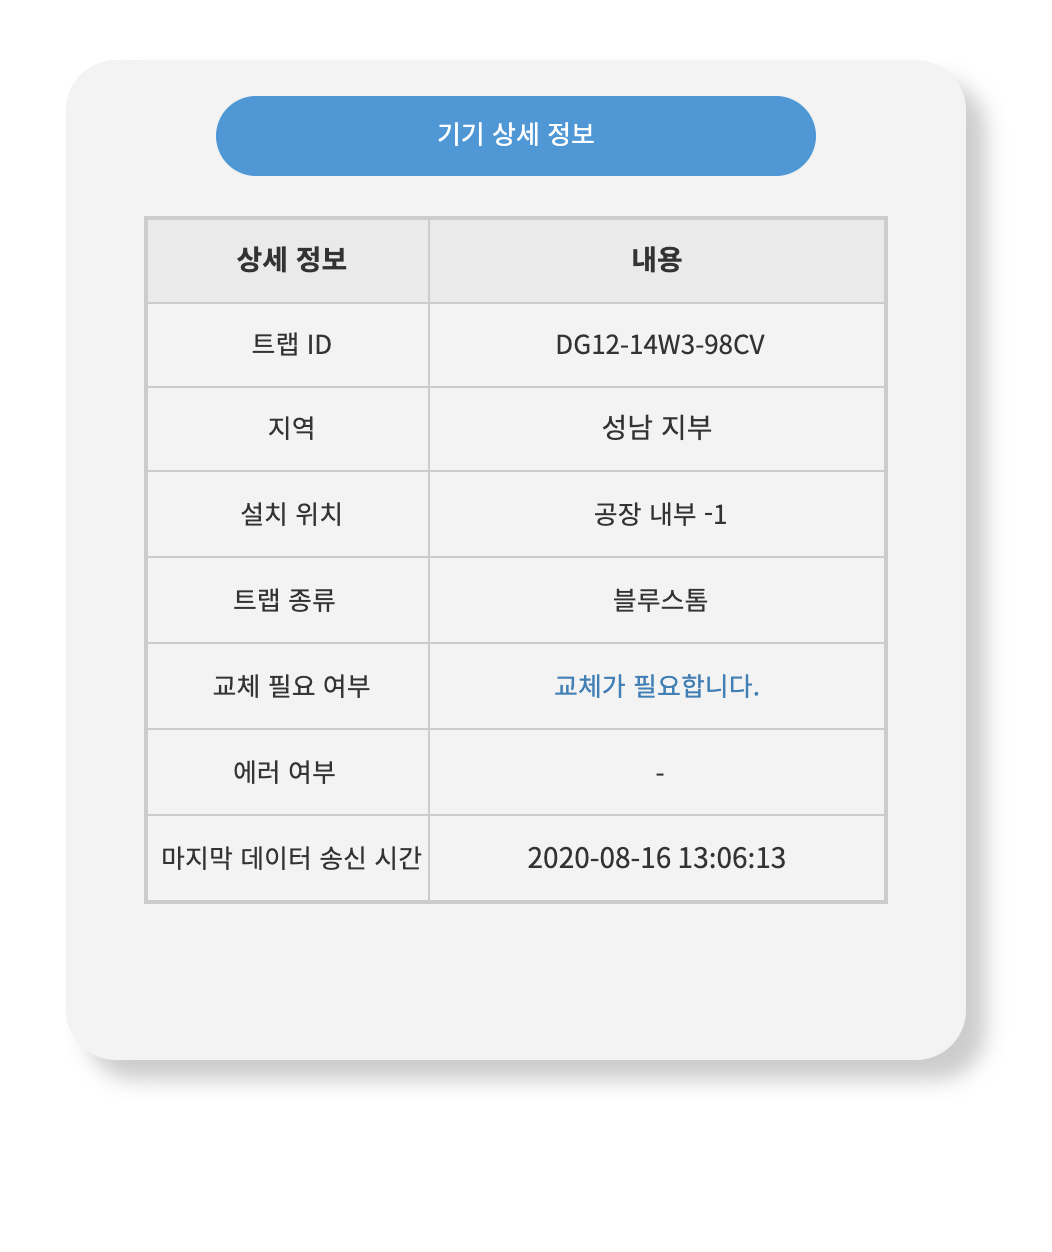 기기 상세 정보
상세 정보 내용
트랩 ID DG12-14W3-98CV
지역 성남 지부
설치 위치 공장 내부 -1
트랩 종류 블루스톰
교체 필요 여부 교체가 필요합니다.
에러 여부 -
마지막 데이터 송신 시간 2020-08-16 13:06:13